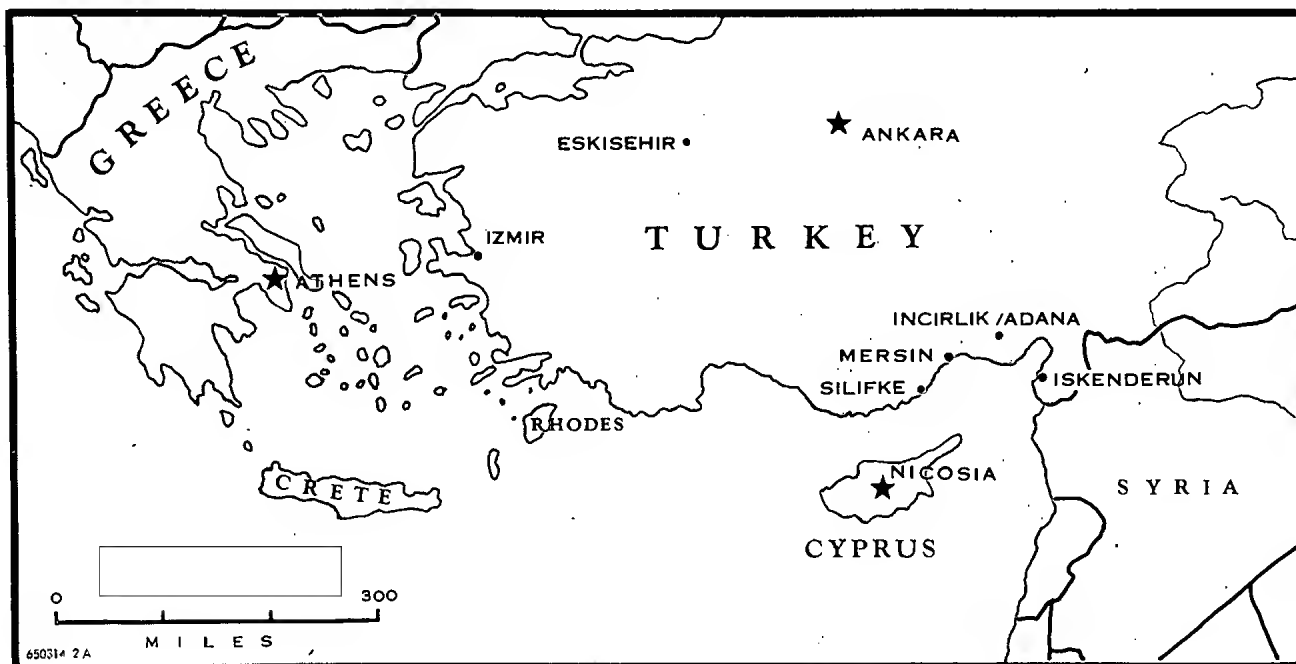 GREECE
ESKISEHIR
ANKARA
TURKEY
IZMIR
ATHENS
INCIRLIK/ADANA
MERSIN
SILIFKE
ISKENDERUN
RHODES
CRETE
NICOSIA
SYRIA
CYPRUS
0 300
MILES
650314 2A